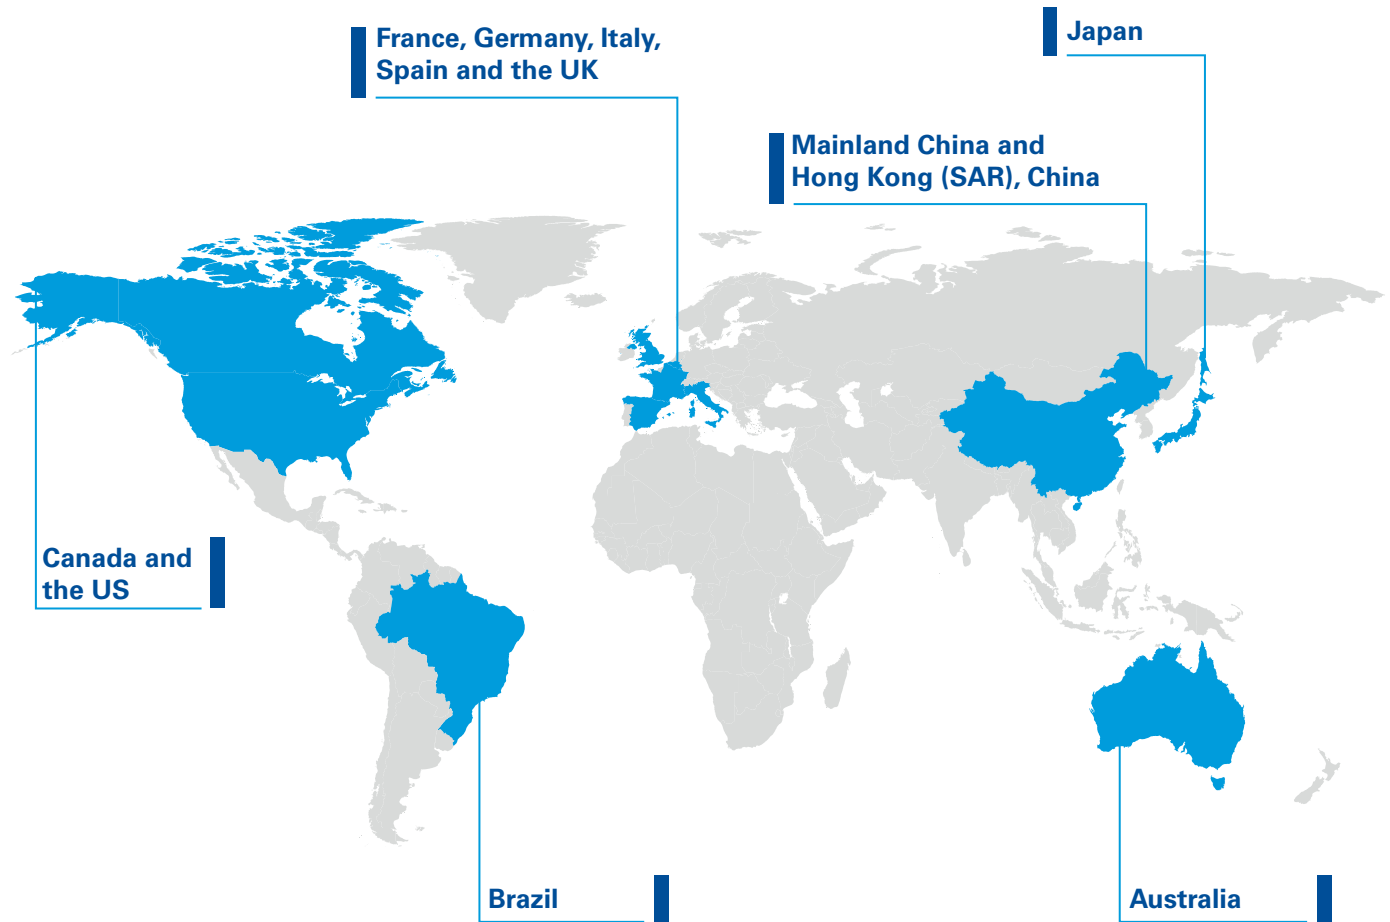 France, Germany, Italy,
Spain and the UK
Japan
Mainland China and
Hong Kong (SAR), China
Canada and
the US
Brazil
Australia